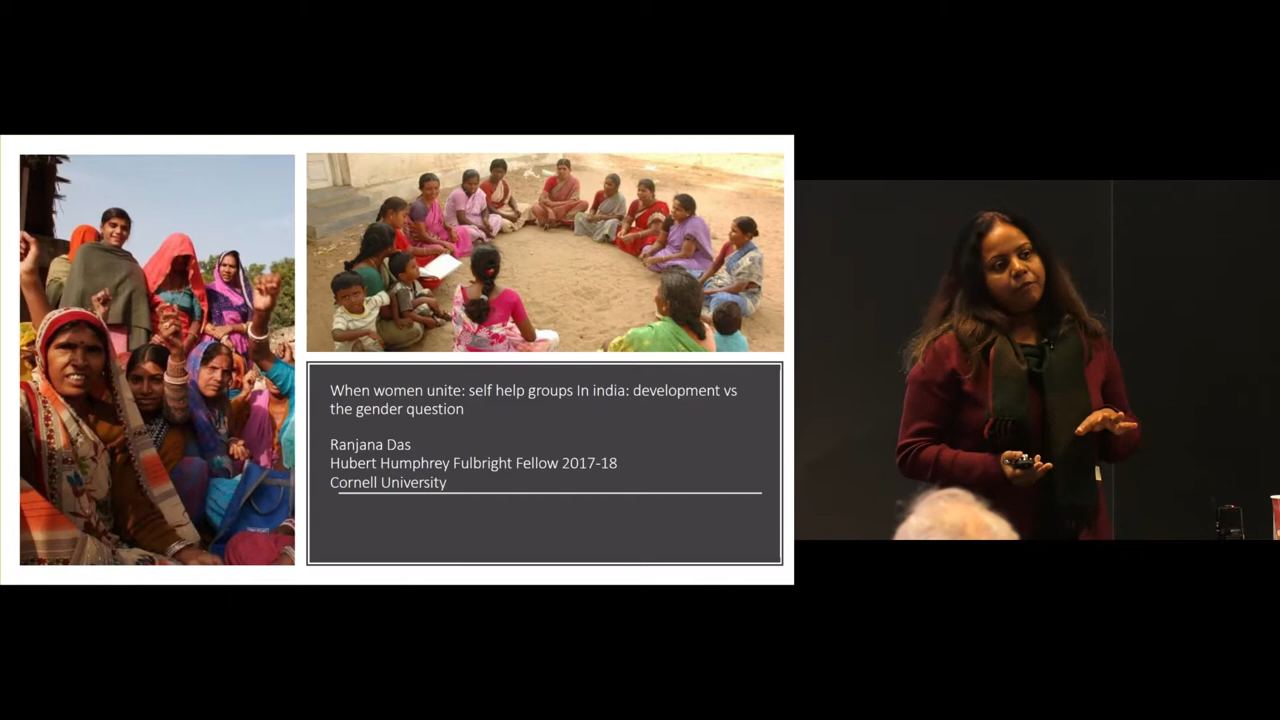 When women unite: self help groups In india: development vs
the gender question
Ranjana Das
Hubert Humphrey Fulbright Fellow 2017-18
Cornell University